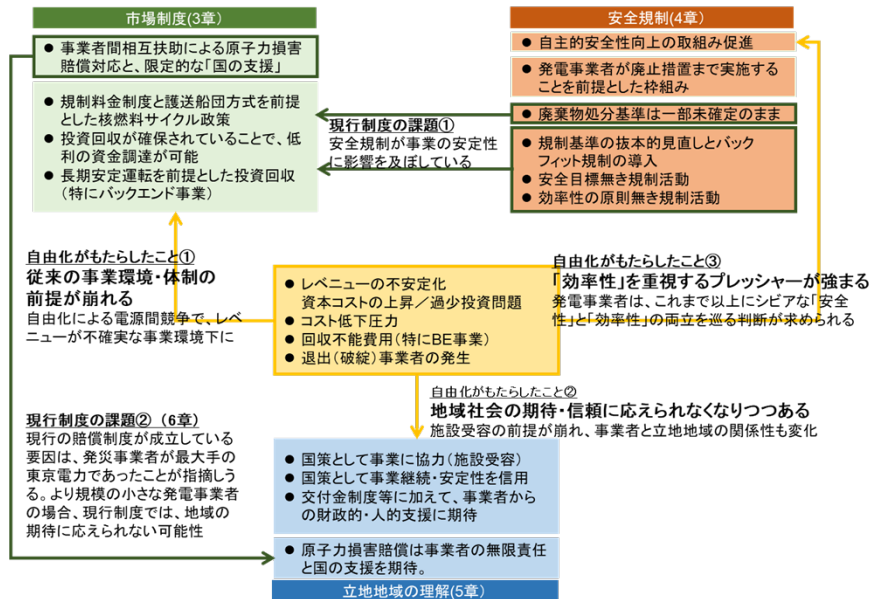 市場制度(3章)
● 事業者間相互扶助による原子力損害
賠償対応と、限定的な「国の支援」
● 規制料金制度と護送船団方式を前提
とした核燃料サイクル政策
● 投資回収が確保されていることで、低
利の資金調達が可能
● 長期安定運転を前提とした投資回収
(特にバックエンド事業)
安全規制(4章)
● 自主的安全性向上の取組み促進
● 発電事業者が廃止措置まで実施する
ことを前提とした枠組み
● 廃棄物処分基準は一部未確定のまま
● 規制基準の抜本的見直しとバック
フィット規制の導入
● 安全目標無き規制活動
● 効率性の原則無き規制活動
現行制度の課題①
安全規制が事業の安定性
に影響を及ぼしている
自由化がもたらしたこと①
従来の事業環境・体制の
前提が崩れる
自由化による電源間競争で、レベ
ニューが不確実な事業環境下に
● レベニューの不安定化
資本コストの上昇/過少投資問題
● コスト低下圧力
● 回収不能費用(特にBE事業)
● 退出(破綻)事業者の発生
自由化がもたらしたこと③
「効率性」を重視するプレッシャーが強まる
発電事業者は、これまで以上にシビアな「安全
性」と「効率性」の両立を巡る判断が求められる
自由化がもたらしたこと②
地域社会の期待・信頼に応えられなくなりつつある
施設受容の前提が崩れ、事業者と立地地域の関係性も変化
現行制度の課題② (6章)
現行の賠償制度が成立している
要因は、発災事業者が最大手の
東京電力であったことが指摘しう
る。より規模の小さな発電事業者
の場合、現行制度では、地域の
期待に応えられない可能性
● 国策として事業に協力(施設受容)
● 国策として事業継続・安定性を信用
● 交付金制度等に加えて、事業者から
の財政的・人的支援に期待
● 原子力損害賠償は事業者の無限責任
と国の支援を期待。
立地地域の理解(5章)